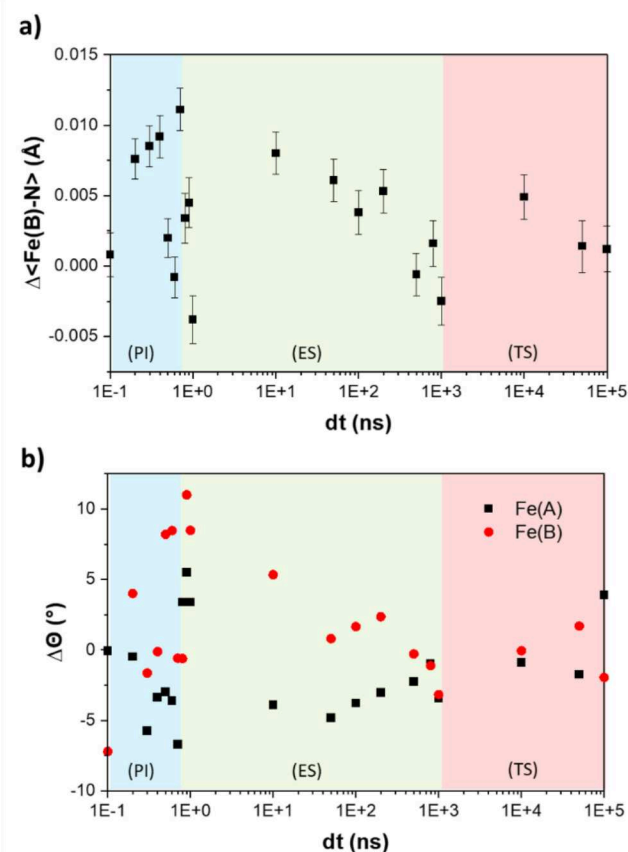 a)
0.015
0.010
0.005
0.000
-0.005
Δ<Fe(B)-N> (Å)
(PI)
(ES)
(TS)
1E-1 1E+0 1E+1 1E+2 1E+3 1E+4 1E+5
dt (ns)
b)
10
5
0
-5
-10
ΔΘ (°)
Fe(A)
Fe(B)
(PI)
(ES)
(TS)
1E-1 1E+0 1E+1 1E+2 1E+3 1E+4 1E+5
dt (ns)